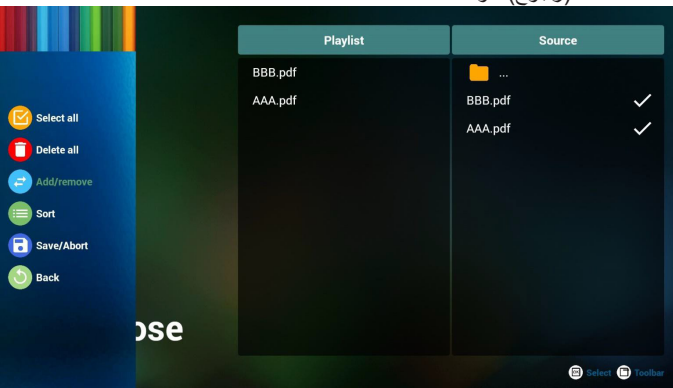 Select all
Delete all
Add/remove
Sort
Save/Abort
Back
Playlist
BBB.pdf
AAA.pdf
Source
...
BBB.pdf
AAA.pdf
ose
Select Toolbar